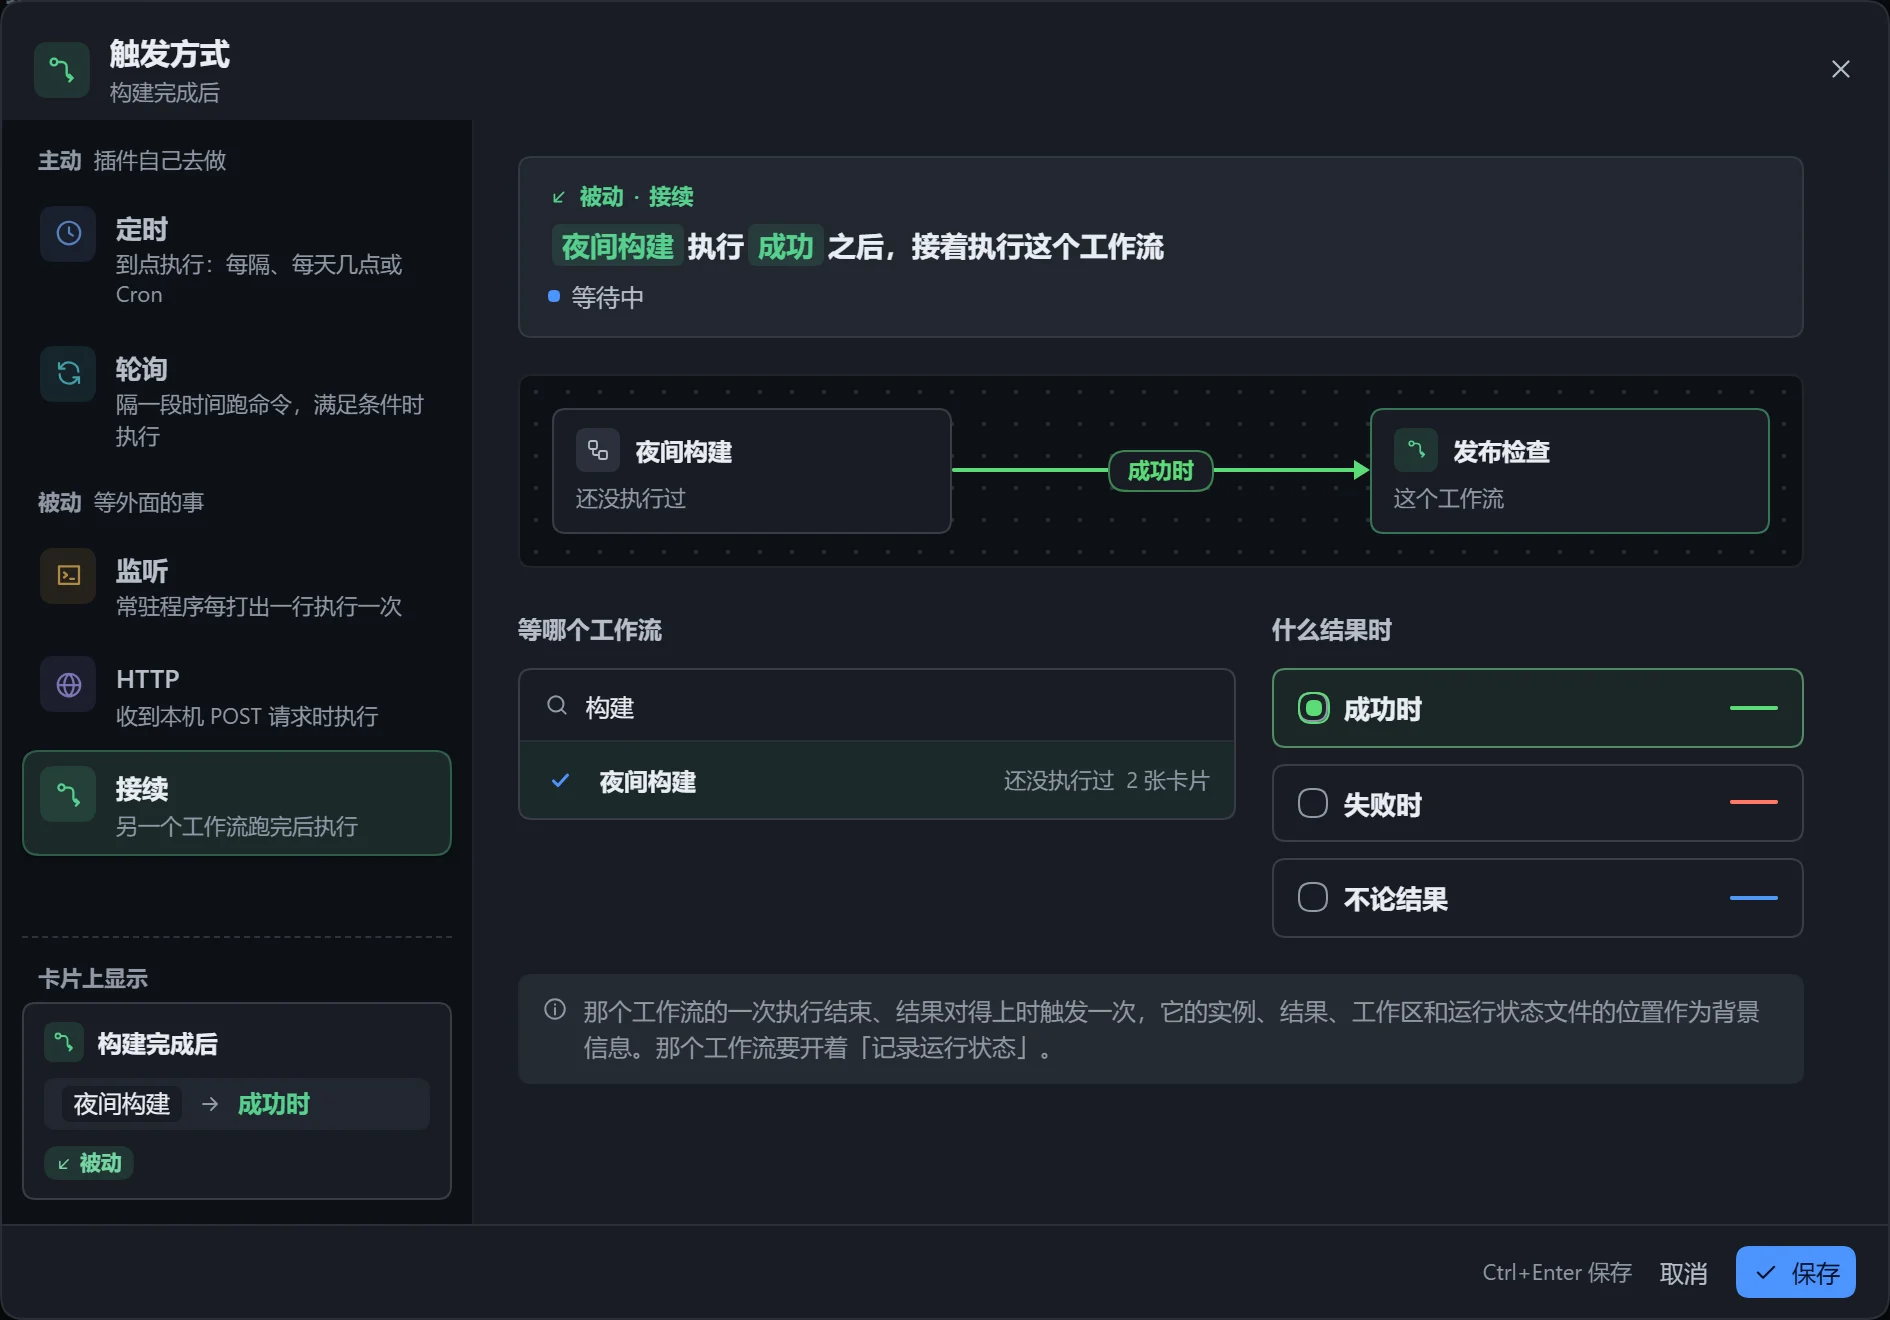 触发方式
构建完成后
主动 插件自己去做
定时
到点执行：每隔、每天几点或
Cron
轮询
隔一段时间跑命令，满足条件时
执行
被动 等外面的事
监听
常驻程序每打出一行执行一次
HTTP
收到本机 POST 请求时执行
接续
另一个工作流跑完后执行
卡片上显示
构建完成后
夜间构建 → 成功时
被动
被动 · 接续
夜间构建 执行 成功 之后，接着执行这个工作流
等待中
夜间构建
还没执行过
成功时
发布检查
这个工作流
等哪个工作流
构建
夜间构建 还没执行过 2 张卡片
什么结果时
成功时
失败时
不论结果
那个工作流的一次执行结束、结果对得上时触发一次，它的实例、结果、工作区和运行状态文件的位置作为背景
信息。那个工作流要开着「记录运行状态」。
Ctrl+Enter 保存 取消 保存